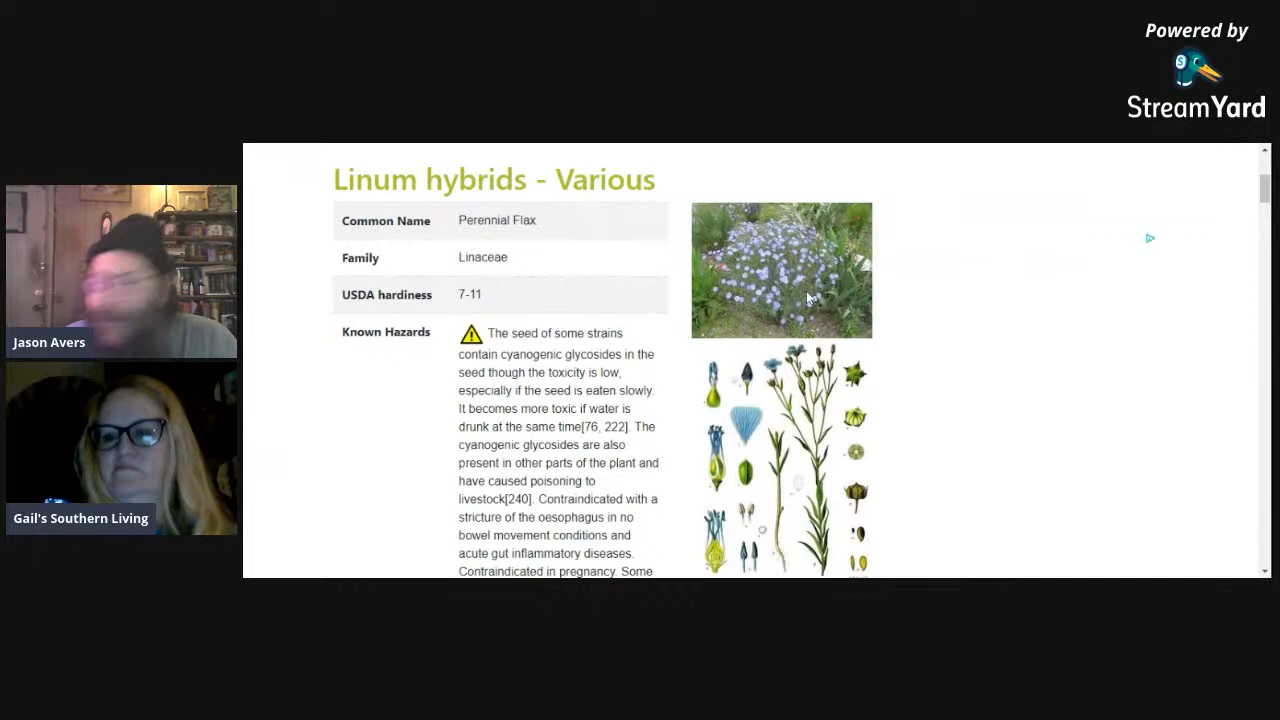 Powered by
StreamYard
Linum hybrids - Various
Common Name Perennial Flax
Family Linaceae
USDA hardiness 7-11
Known Hazards The seed of some strains
contain cyanogenic glycosides in the
seed though the toxicity is low,
especially if the seed is eaten slowly.
It becomes more toxic if water is
drunk at the same time[76, 222]. The
cyanogenic glycosides are also
present in other parts of the plant and
have caused poisoning to
livestock[240]. Contraindicated with a
stricture of the oesophagus in no
bowel movement conditions and
acute gut inflammatory diseases.
Contraindicated in pregnancy. Some
Jason Avers
Gail's Southern Living